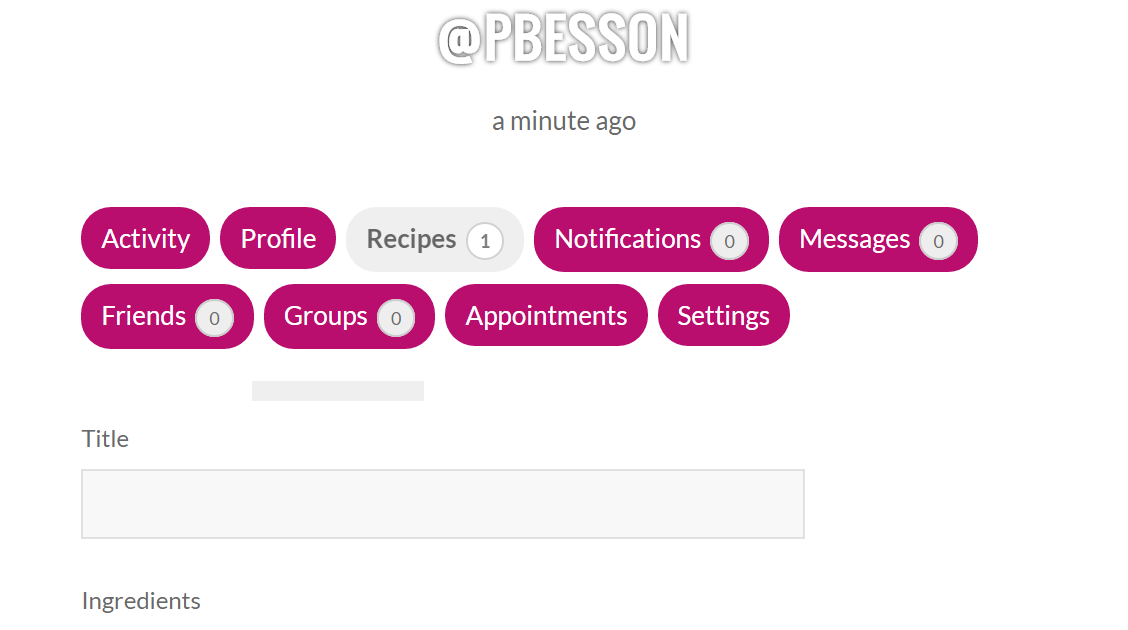 @PBESSON
a minute ago
Activity Profile Recipes 1 Notifications 0 Messages 0
Friends 0 Groups 0 Appointments Settings
Title
Ingredients